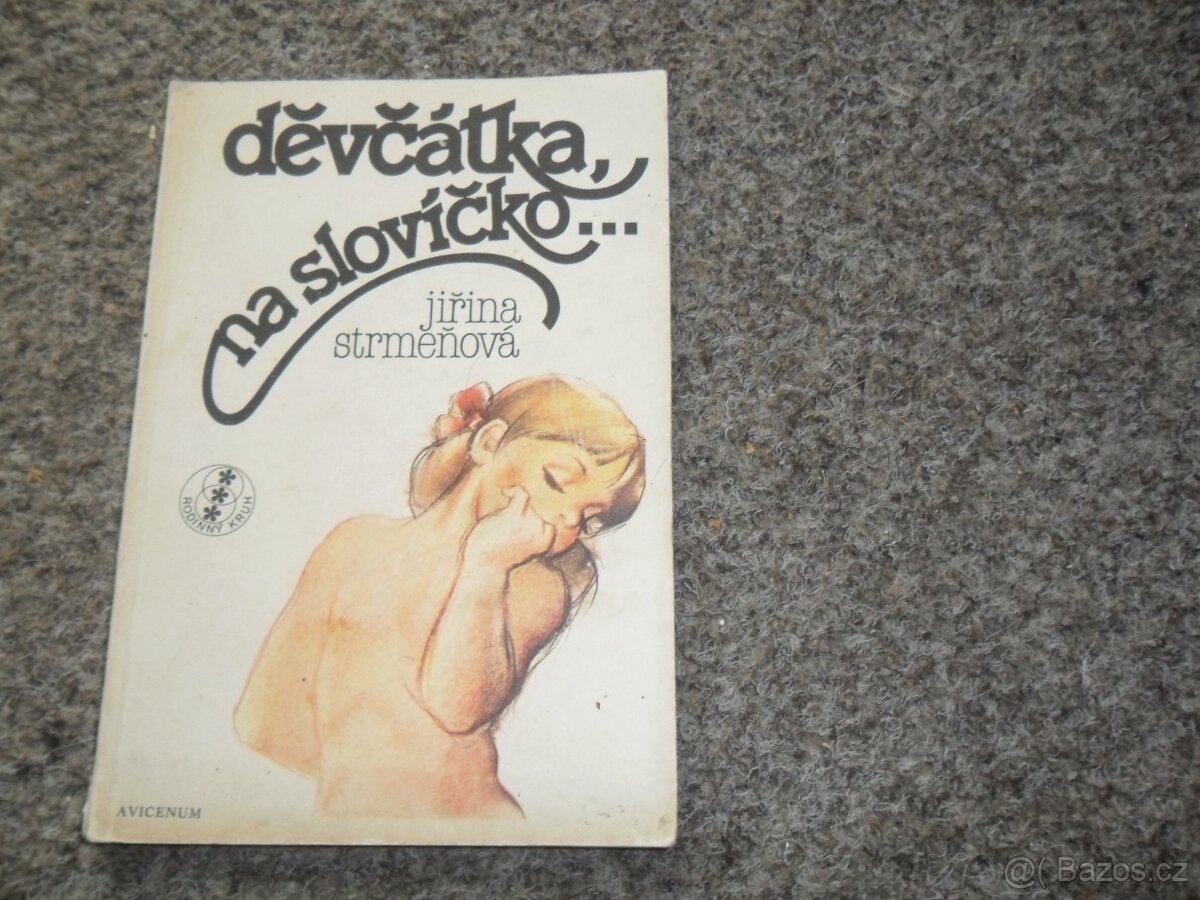 děvčátka,
na slovíčko...
jiřina
strmeňová
RODINNÝ KRUH
AVICENUM
@( Bazos.cz